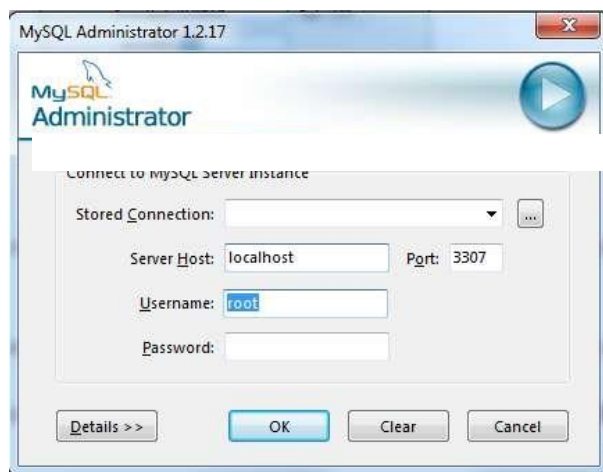 MySQL Administrator 1.2.17
MySQL
Administrator
Connect to MySQL Server Instance
Stored Connection:
...
Server Host: localhost Port: 3307
Username: root
Password:
Details >> OK Clear Cancel